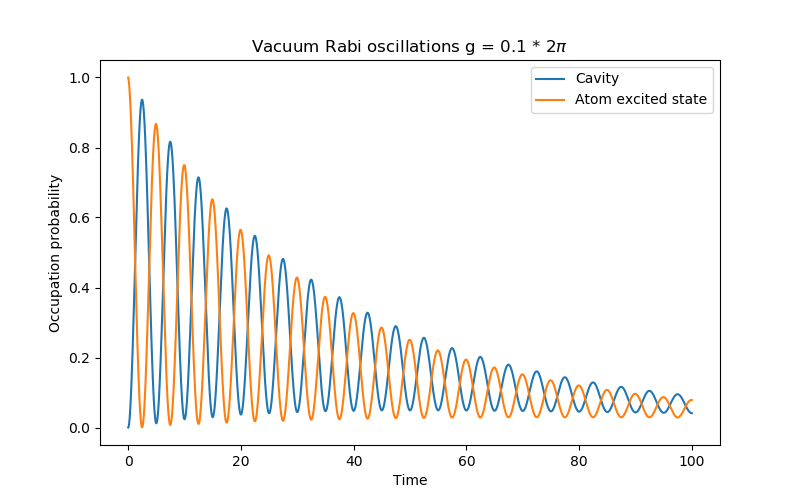 Vacuum Rabi oscillations g = 0.1 * 2π
Cavity
Atom excited state
1.0
0.8
0.6
0.4
0.2
0.0
Occupation probability
0 20 40 60 80 100
Time